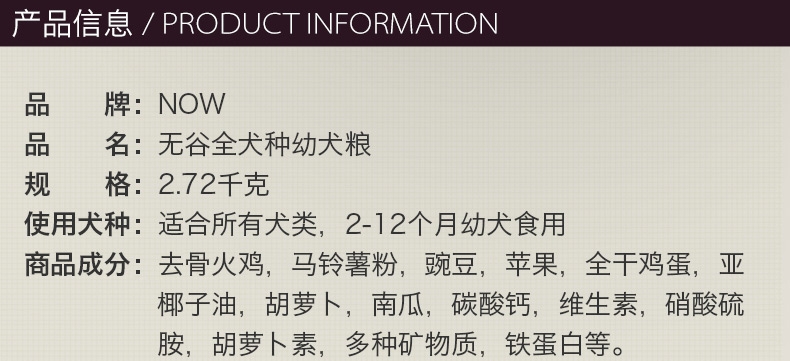 产品信息 / PRODUCT INFORMATION
品 牌：NOW
品 名：无谷全犬种幼犬粮
规 格：2.72千克
使用犬种：适合所有犬类，2-12个月幼犬食用
商品成分：去骨火鸡，马铃薯粉，豌豆，苹果，全干鸡蛋，亚
椰子油，胡萝卜，南瓜，碳酸钙，维生素，硝酸硫
胺，胡萝卜素，多种矿物质，铁蛋白等。